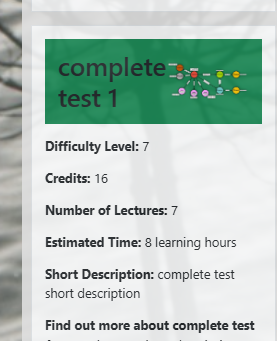 complete
test 1
Difficulty Level: 7
Credits: 16
Number of Lectures: 7
Estimated Time: 8 learning hours
Short Description: complete test
short description
Find out more about complete test